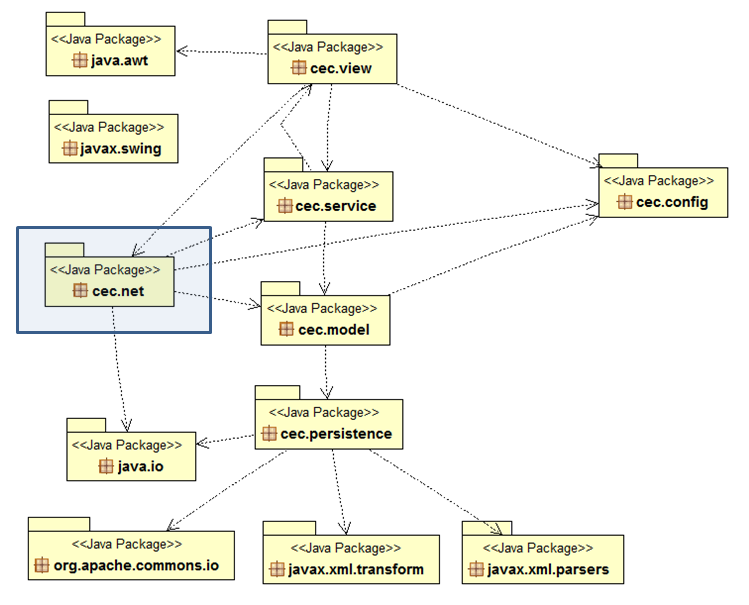 <<Java Package>>
java.awt
<<Java Package>>
cec.view
<<Java Package>>
javax.swing
<<Java Package>>
cec.service
<<Java Package>>
cec.config
<<Java Package>>
cec.net
<<Java Package>>
cec.model
<<Java Package>>
cec.persistence
<<Java Package>>
java.io
<<Java Package>>
org.apache.commons.io
<<Java Package>>
javax.xml.transform
<<Java Package>>
javax.xml.parsers